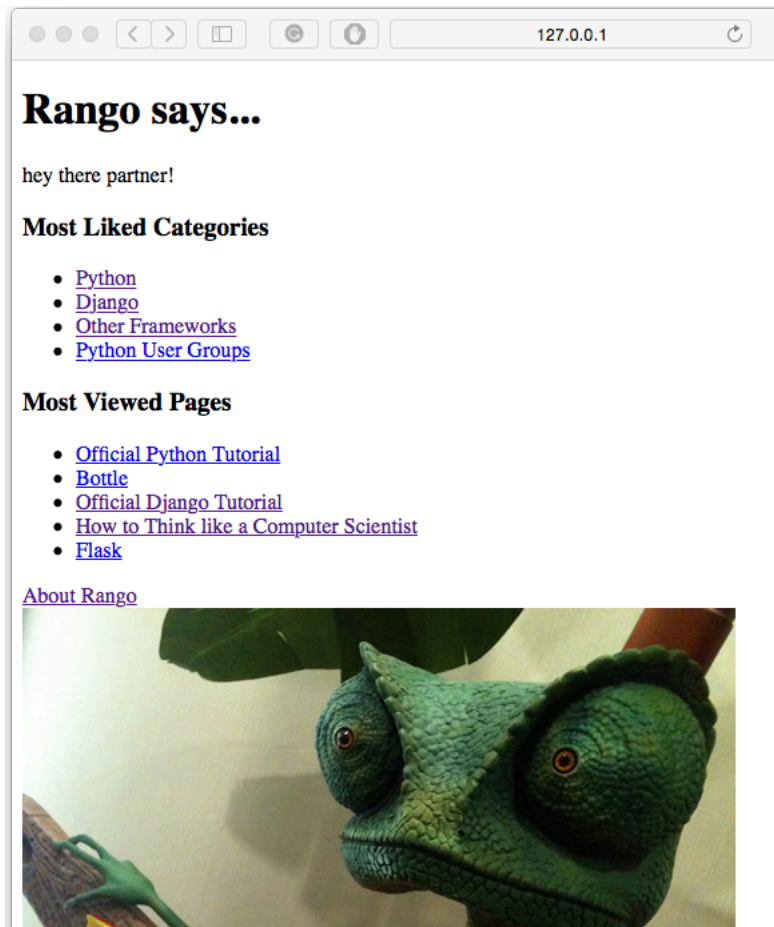 127.0.0.1
Rango says...
hey there partner!
Most Liked Categories
Python
Django
Other Frameworks
Python User Groups
Most Viewed Pages
Official Python Tutorial
Bottle
Official Django Tutorial
How to Think like a Computer Scientist
Flask
About Rango